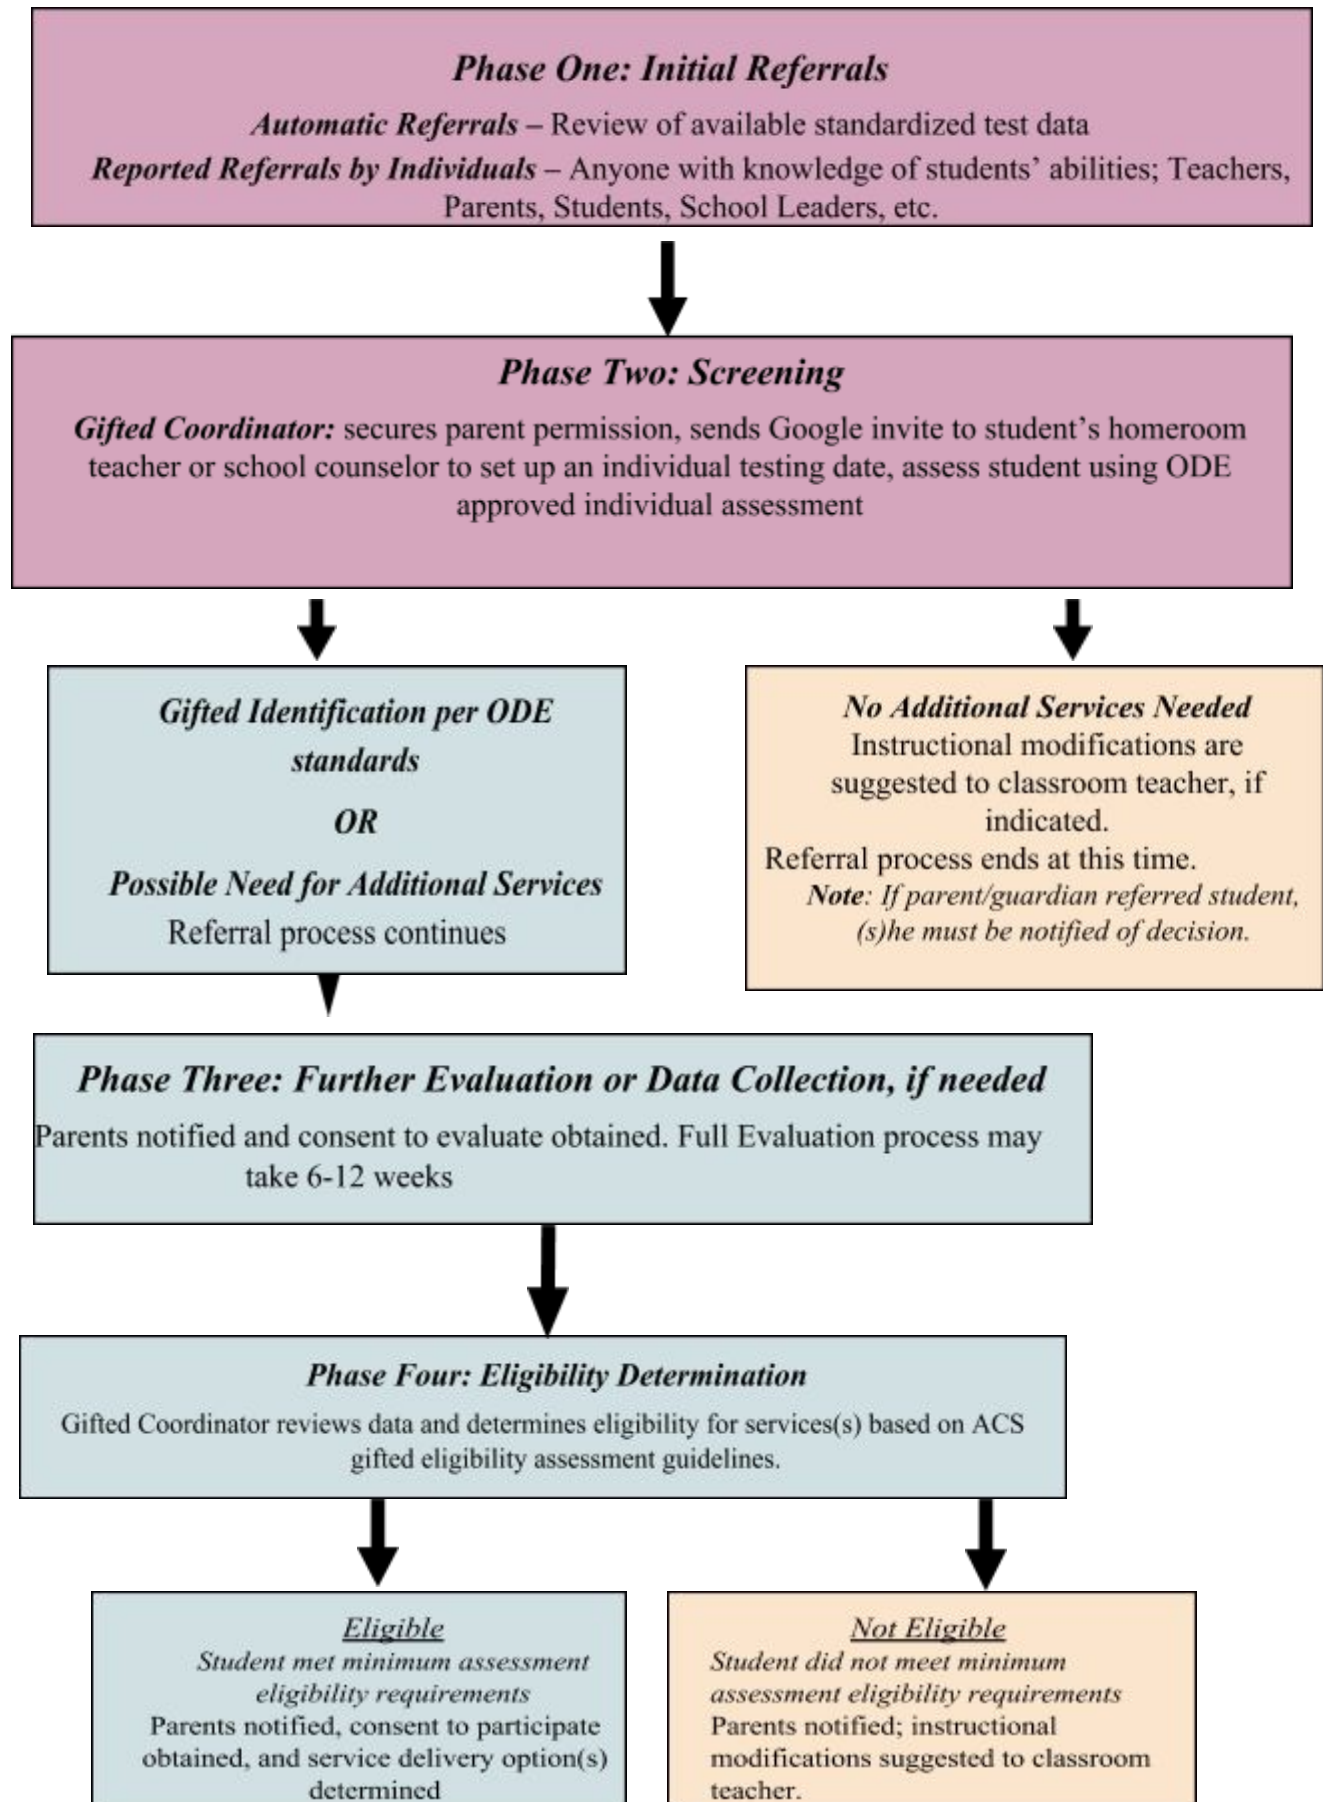 Phase One: Initial Referrals
Automatic Referrals – Review of available standardized test data
Reported Referrals by Individuals – Anyone with knowledge of students’ abilities; Teachers,
Parents, Students, School Leaders, etc.
Phase Two: Screening
Gifted Coordinator: secures parent permission, sends Google invite to student’s homeroom
teacher or school counselor to set up an individual testing date, assess student using ODE
approved individual assessment
Gifted Identification per ODE
standards
OR
Possible Need for Additional Services
Referral process continues
No Additional Services Needed
Instructional modifications are
suggested to classroom teacher, if
indicated.
Referral process ends at this time.
Note: If parent/guardian referred student,
(s)he must be notified of decision.
Phase Three: Further Evaluation or Data Collection, if needed
Parents notified and consent to evaluate obtained. Full Evaluation process may
take 6-12 weeks
Phase Four: Eligibility Determination
Gifted Coordinator reviews data and determines eligibility for services(s) based on ACS
gifted eligibility assessment guidelines.
Eligible
Student met minimum assessment
eligibility requirements
Parents notified, consent to participate
obtained, and service delivery option(s)
determined
Not Eligible
Student did not meet minimum
assessment eligibility requirements
Parents notified; instructional
modifications suggested to classroom
teacher.